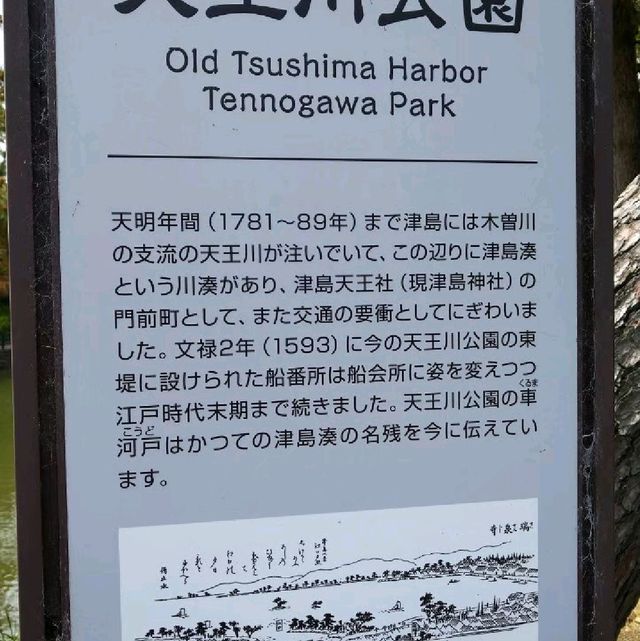 天王川公園
Old Tsushima Harbor
Tennogawa Park
天明年間（1781～89年）まで津島には木曽川
の支流の天王川が注いでいて、この辺りに津島湊
という川湊があり、津島天王社（現津島神社）の
門前町として、また交通の要衝としてにぎわいま
した。文禄2年（1593）に今の天王川公園の東
堤に設けられた船番所は船会所に姿を変えつつ
江戸時代末期まで続きました。天王川公園の車
くるま
こうど
河戸はかつての津島湊の名残を今に伝えてい
ます。